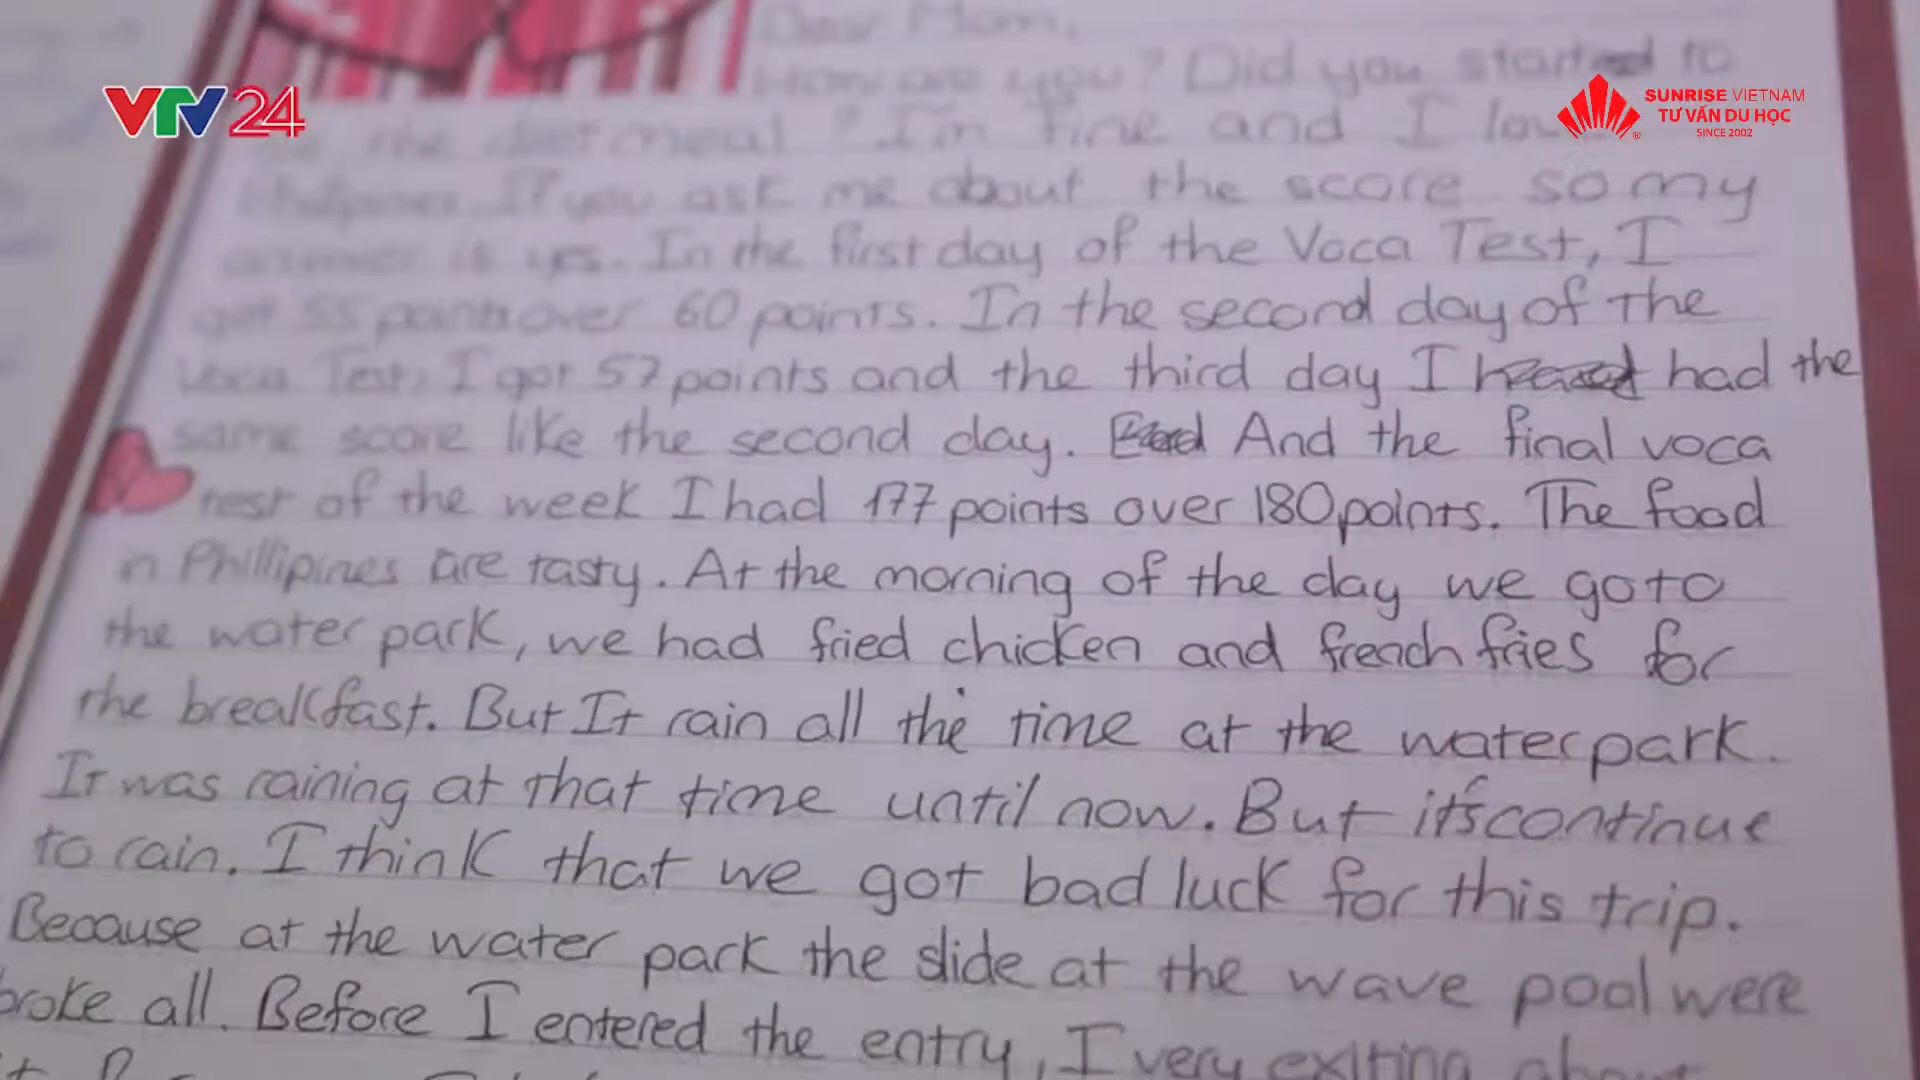 VTV24
SUNRISE VIETNAM
TƯ VẤN DU HỌC
SINCE 2002
Dear Mom,
How are you? Did you started to
the diet meal? I'm fine and I
Philippines. If you ask me about the score so my
answer is yes. In the first day of the Voca Test, I
got 55 points over 60 points. In the second day of the
Voca Test, I got 57 points and the third day I had the
same score like the second day. And the final voca
test of the week I had 177 points over 180 points. The food
in Phillipines are tasty. At the morning of the day we go to
the water park, we had fried chicken and freach fries for
the breakfast. But It rain all the time at the water park.
It was raining at that time until now. But it's continue
to rain. I think that we got bad luck for this trip.
Because at the water park the slide at the wave pool were
broke all. Before I entered the entry, I very exiting about